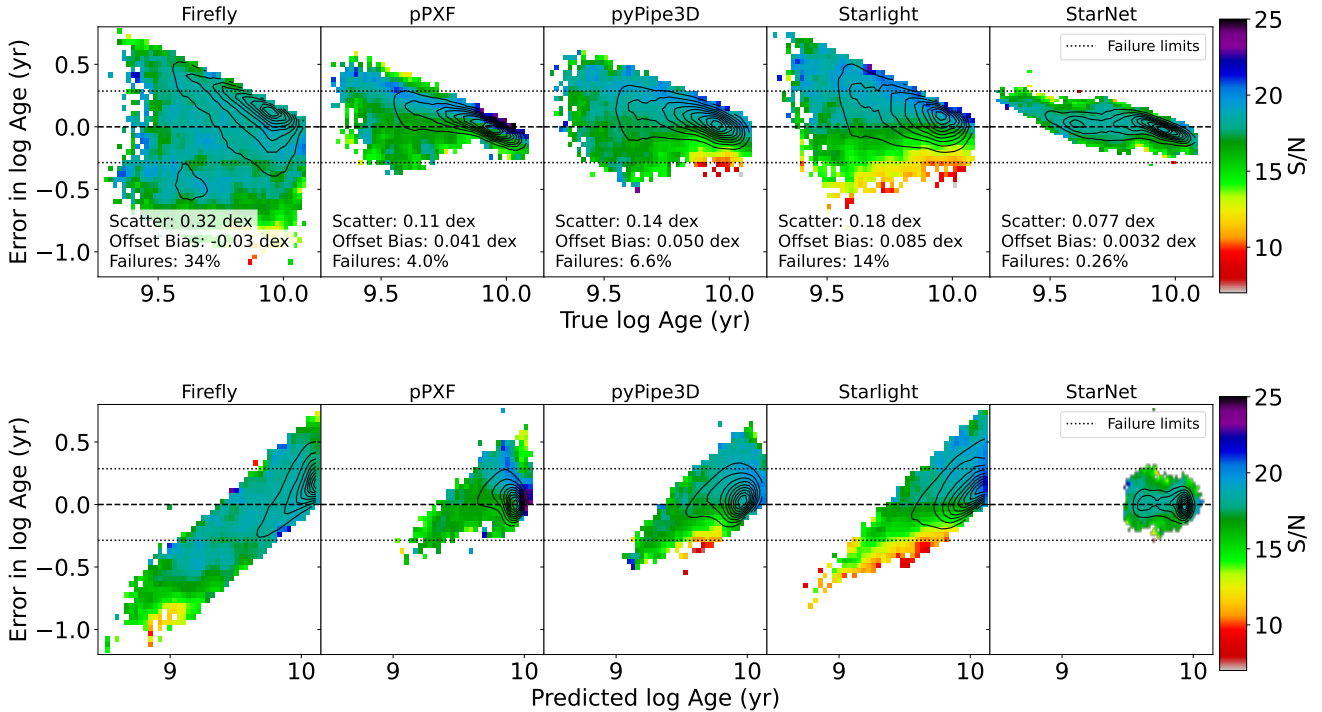 Firefly pPXF pyPipe3D Starlight StarNet
Error in log Age (yr)
0.5
0.0
−0.5
−1.0
Scatter: 0.32 dex
Offset Bias: -0.03 dex
Failures: 34%
Scatter: 0.11 dex
Offset Bias: 0.041 dex
Failures: 4.0%
Scatter: 0.14 dex
Offset Bias: 0.050 dex
Failures: 6.6%
Scatter: 0.18 dex
Offset Bias: 0.085 dex
Failures: 14%
Failure limits
Scatter: 0.077 dex
Offset Bias: 0.0032 dex
Failures: 0.26%
9.5 10.0 9.5 10.0 9.5 10.0 9.5 10.0 9.5 10.0
True log Age (yr)
25
20
15
10
S/N
Firefly pPXF pyPipe3D Starlight StarNet
Error in log Age (yr)
0.5
0.0
−0.5
−1.0
Failure limits
9 10 9 10 9 10 9 10 9 10
Predicted log Age (yr)
25
20
15
10
S/N